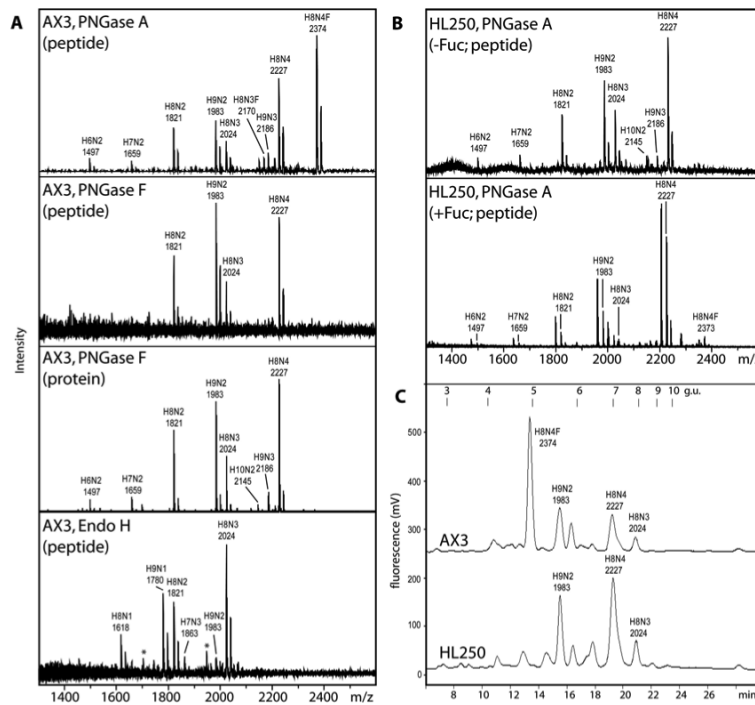 A
AX3, PNGase A
(peptide)
H6N2
1497
H7N2
1659
H8N2
1821
H9N2
1983
H8N3
2024
H8N3F
2170
H9N3
2186
H8N4
2227
H8N4F
2374
AX3, PNGase F
(peptide)
H8N2
1821
H9N2
1983
H8N3
2024
H8N4
2227
AX3, PNGase F
(protein)
H6N2
1497
H7N2
1659
H8N2
1821
H9N2
1983
H8N3
2024
H10N2
2145
H9N3
2186
H8N4
2227
AX3, Endo H
(peptide)
H8N1
1618
H9N1
1780
H8N2
1821
H7N3
1863
*
*
H9N2
1983
H8N3
2024
Intensity
1400 1600 1800 2000 2200 2400 m/z
B
HL250, PNGase A
(-Fuc; peptide)
H6N2
1497
H7N2
1659
H8N2
1821
H9N2
1983
H8N3
2024
H10N2
2145
H9N3
2186
H8N4
2227
HL250, PNGase A
(+Fuc; peptide)
H6N2
1497
H7N2
1659
H8N2
1821
H9N2
1983
H8N3
2024
H8N4
2227
H8N4F
2373
1400 1600 1800 2000 2200 2400 m/z
C
3 4 5 6 7 8 9 10 g.u.
500
400
300
200
100
0
fluorescence (mV)
H8N4F
2374
H9N2
1983
H8N4
2227
H8N3
2024
AX3
H9N2
1983
H8N4
2227
H8N3
2024
HL250
6 8 10 12 14 16 18 20 22 24 26 28 min